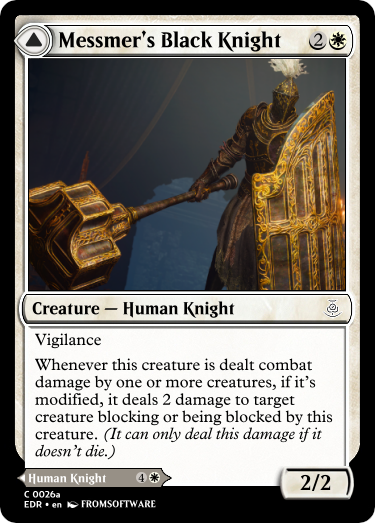 Messmer's Black Knight 2
Creature — Human Knight
Vigilance
Whenever this creature is dealt combat
damage by one or more creatures, if it's
modified, it deals 2 damage to target
creature blocking or being blocked by this
creature. (It can only deal this damage if it
doesn't die.)
Human Knight 4
2/2
C 0026a
EDR • en FROMSOFTWARE